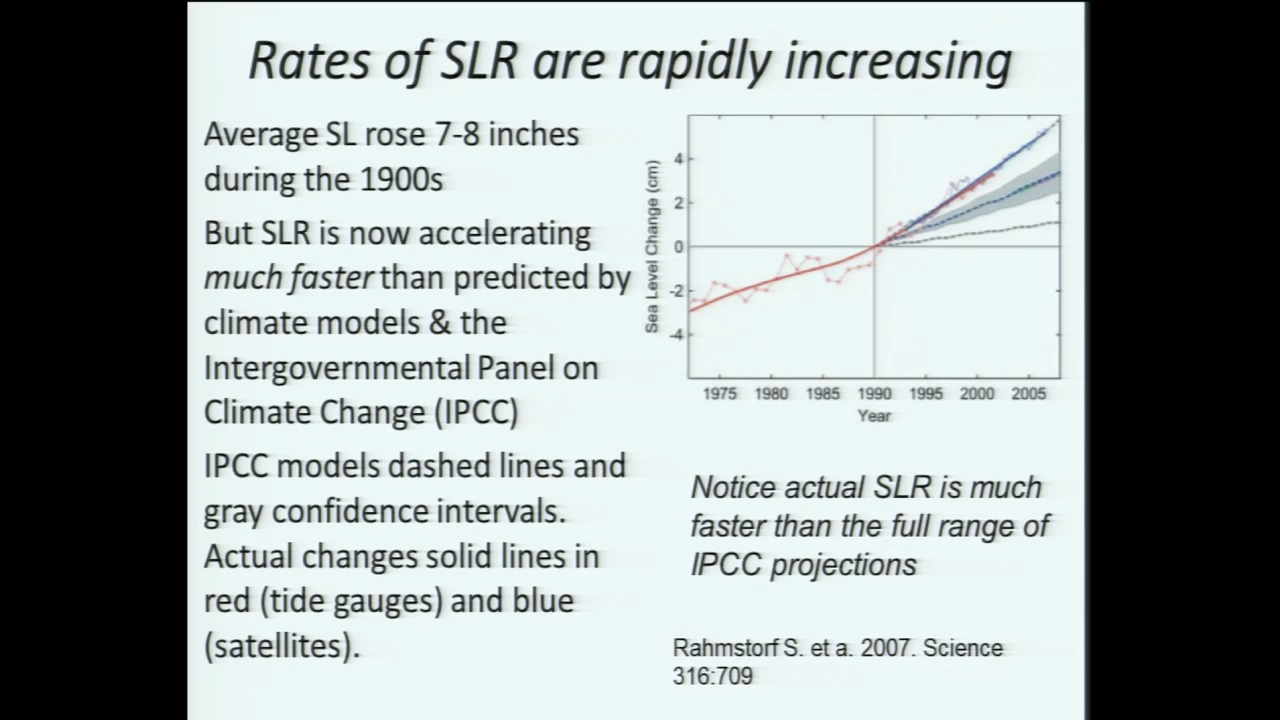 Rates of SLR are rapidly increasing
Average SL rose 7-8 inches
during the 1900s
But SLR is now accelerating
much faster than predicted by
climate models & the
Intergovernmental Panel on
Climate Change (IPCC)
IPCC models dashed lines and
gray confidence intervals.
Actual changes solid lines in
red (tide gauges) and blue
(satellites).
Sea Level Change (cm)
4
2
0
-2
-4
1975 1980 1985 1990 1995 2000 2005
Year
Notice actual SLR is much
faster than the full range of
IPCC projections
Rahmstorf S. et a. 2007. Science
316:709